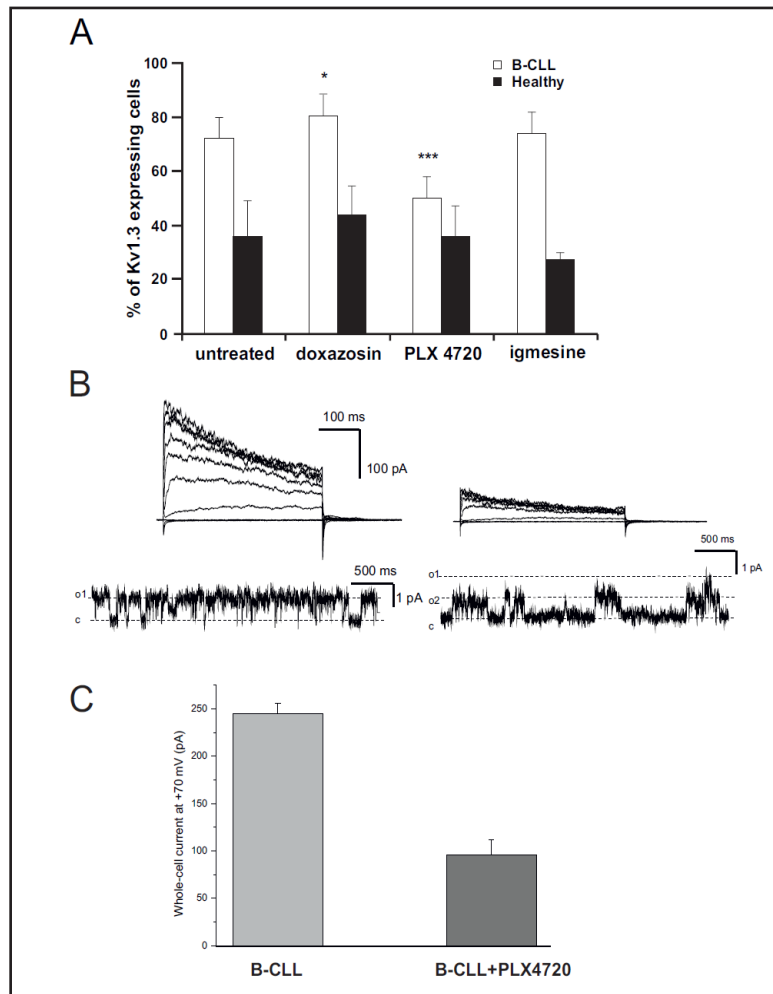 A
B-CLL
Healthy
% of Kv1.3 expressing cells
100
80
60
40
20
0
*
***
untreated doxazosin PLX 4720 igmesine
B
100 ms
100 pA
500 ms
1 pA
o1
c
500 ms
1 pA
o1
o2
c
C
Whole-cell current at +70 mV (pA)
250
200
150
100
50
0
B-CLL B-CLL+PLX4720